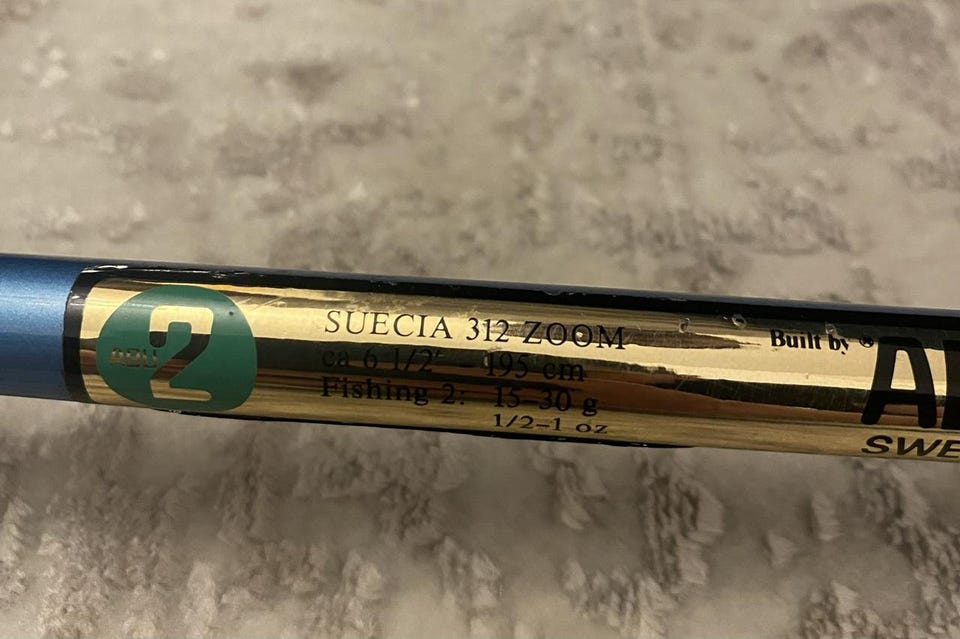 ABU 2
SUECIA 312 ZOOM
ca 6 1/2' - 195 cm
Fishing 2: 15-30 g
1/2-1 oz
Built by ®